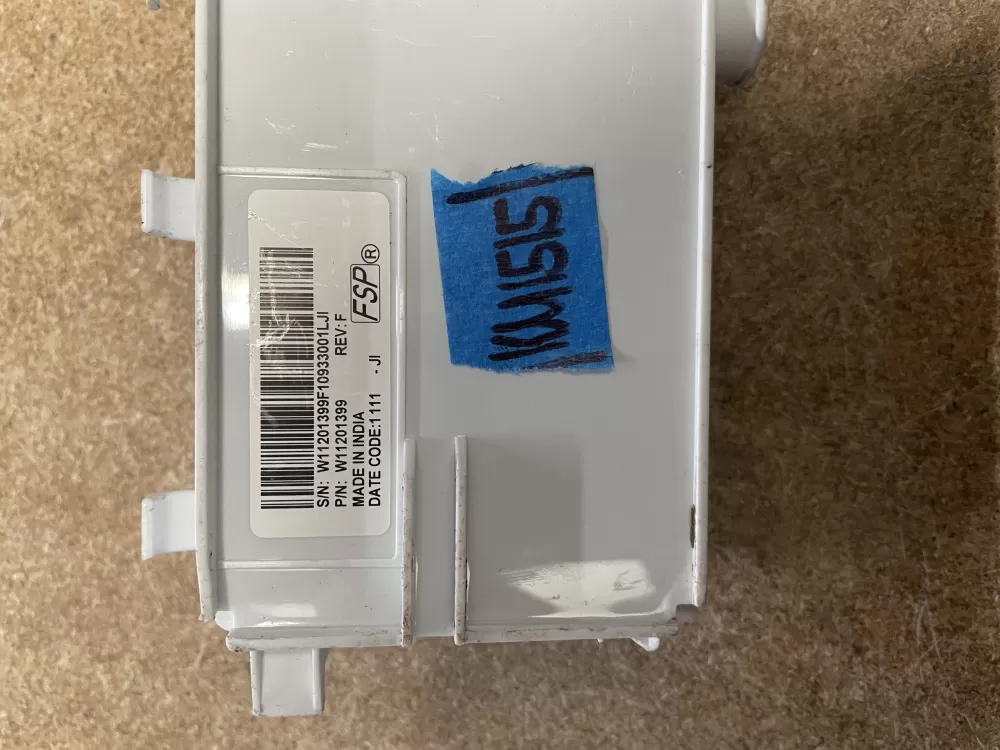 S/N: W11201399F10933001LJI
P/N: W11201399 REV: F
MADE IN INDIA
DATE CODE:1111 - JI
FSP®
KW1515